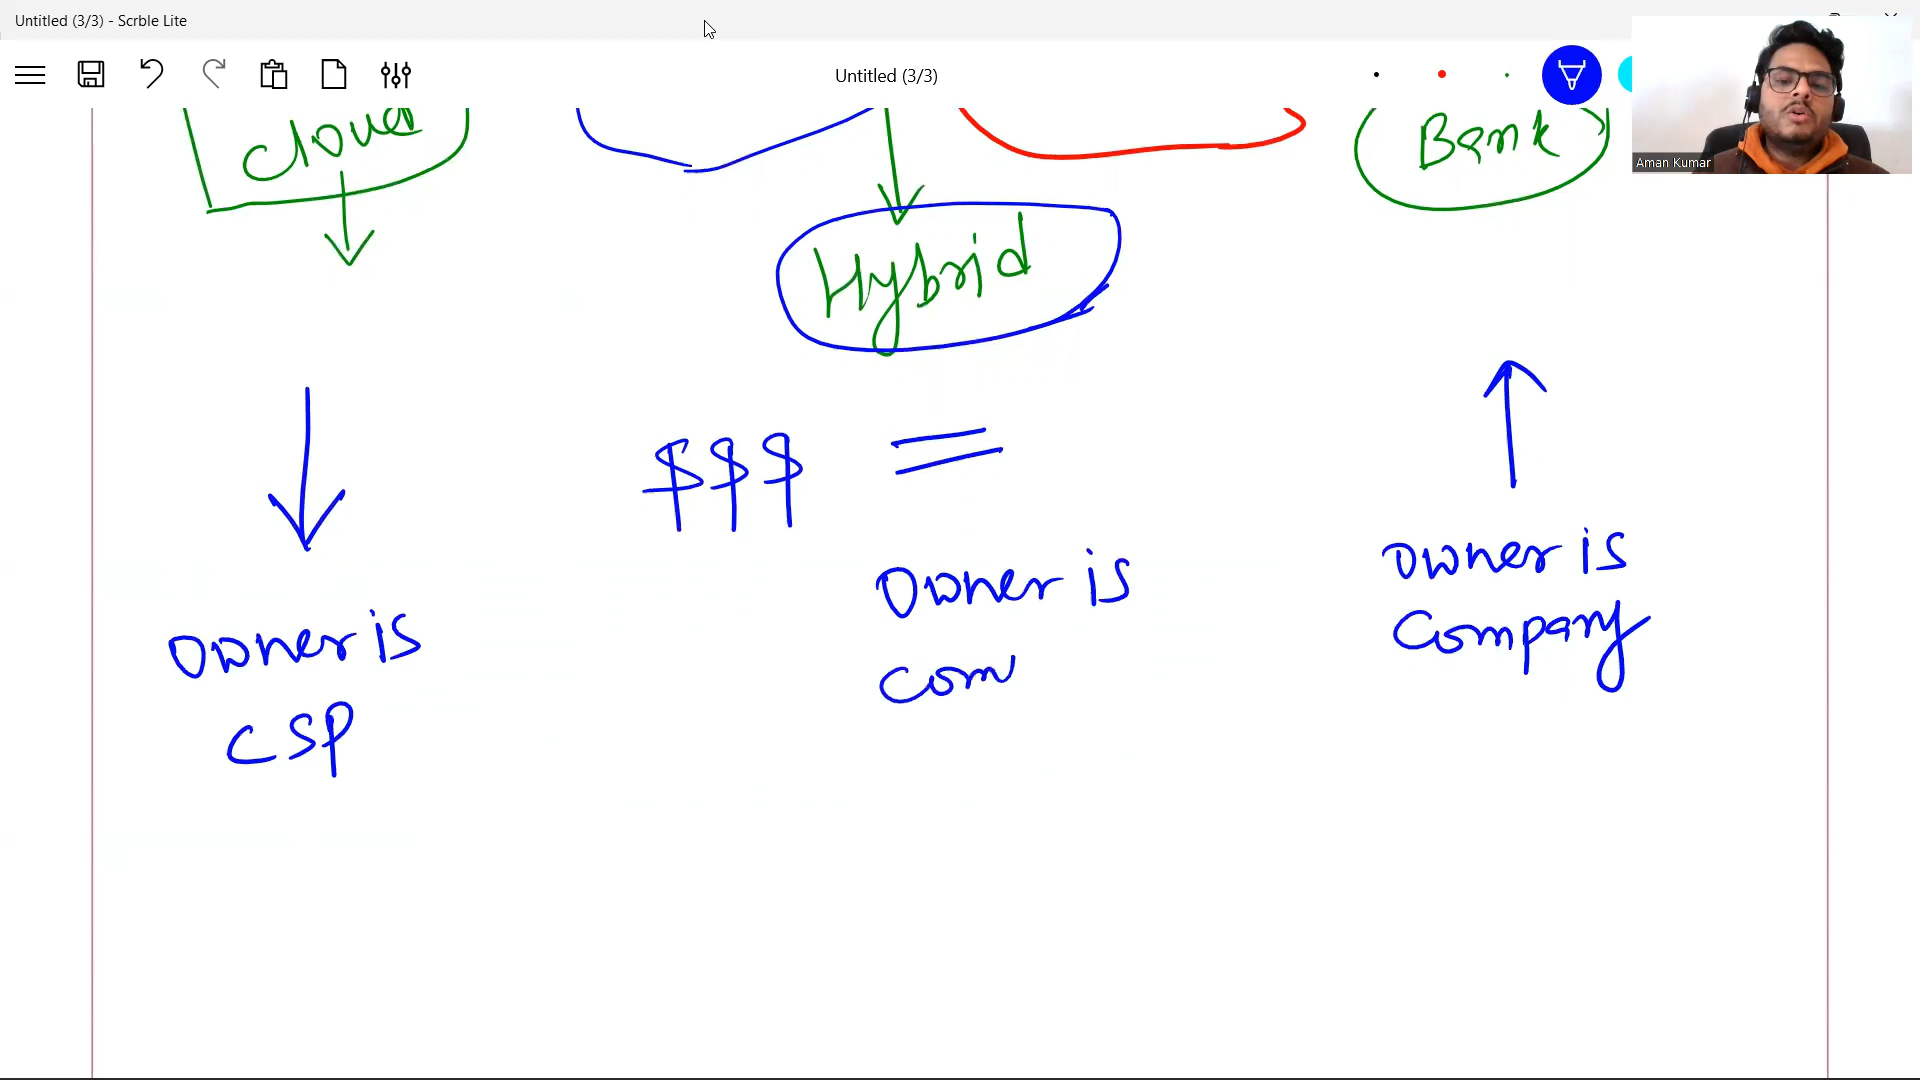 Untitled (3/3) - Scrble Lite
Untitled (3/3)
Aman Kumar
Cloud
Bank
Hybrid
$$$ =
Owner is
CSP
Owner is
Com
Owner is
Company